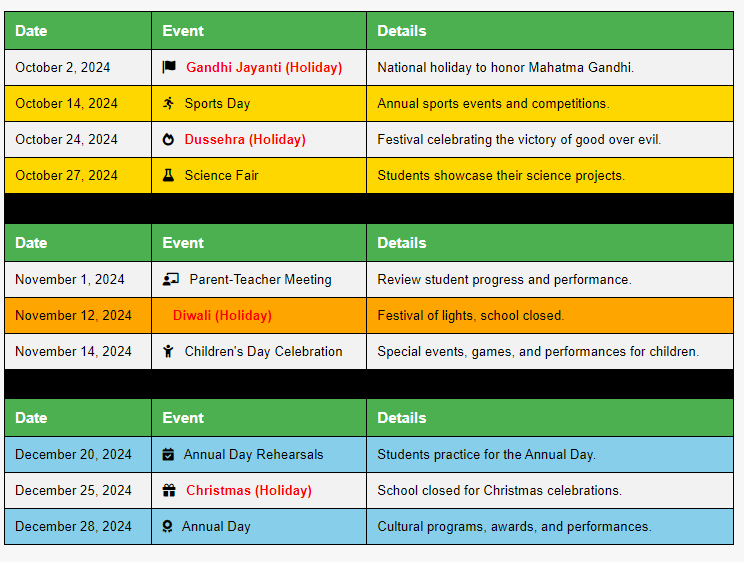 Date Event Details
October 2, 2024 Gandhi Jayanti (Holiday) National holiday to honor Mahatma Gandhi.
October 14, 2024 Sports Day Annual sports events and competitions.
October 24, 2024 Dussehra (Holiday) Festival celebrating the victory of good over evil.
October 27, 2024 Science Fair Students showcase their science projects.
Date Event Details
November 1, 2024 Parent-Teacher Meeting Review student progress and performance.
November 12, 2024 Diwali (Holiday) Festival of lights, school closed.
November 14, 2024 Children's Day Celebration Special events, games, and performances for children.
Date Event Details
December 20, 2024 Annual Day Rehearsals Students practice for the Annual Day.
December 25, 2024 Christmas (Holiday) School closed for Christmas celebrations.
December 28, 2024 Annual Day Cultural programs, awards, and performances.